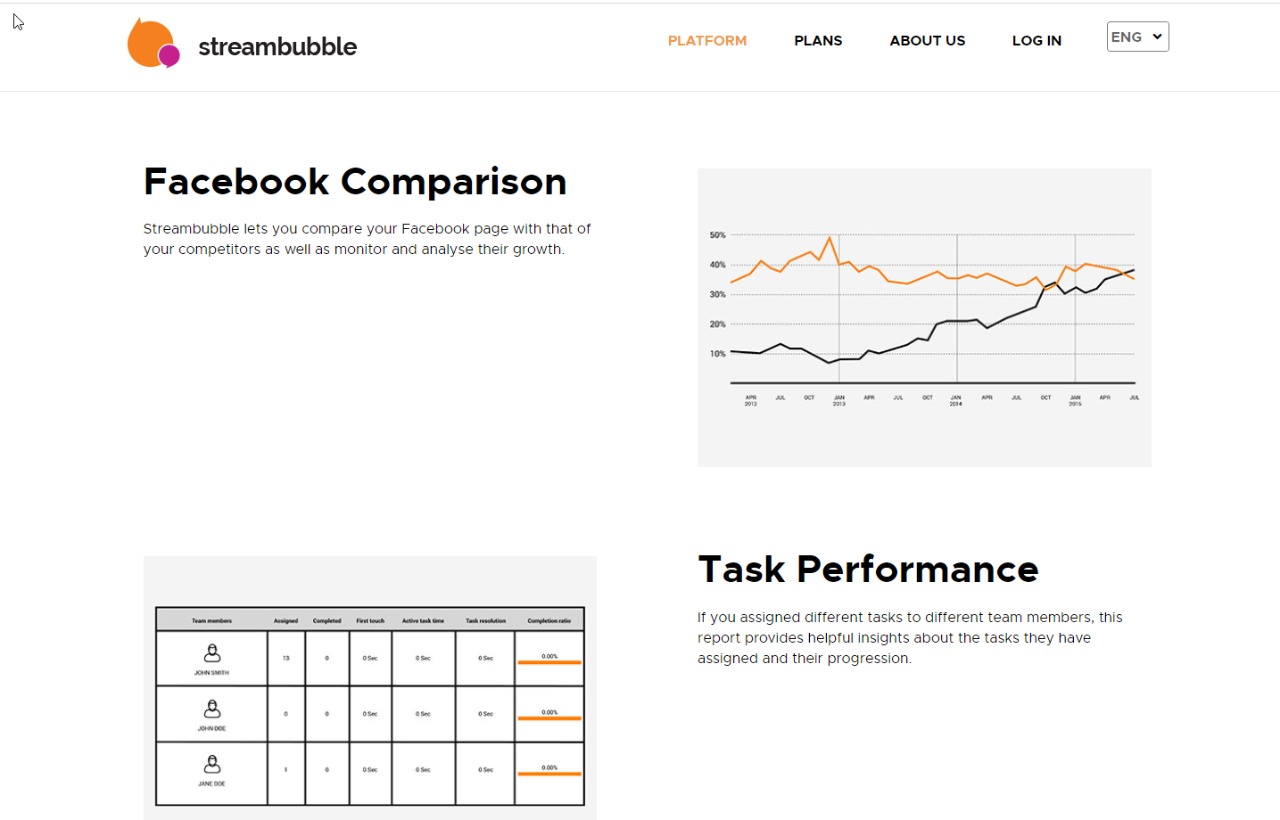 streambubble
PLATFORM PLANS ABOUT US LOG IN ENG
Facebook Comparison
Streambubble lets you compare your Facebook page with that of
your competitors as well as monitor and analyse their growth.
50%
40%
30%
20%
10%
APR JUL OCT JAN APR JUL OCT JAN APR JUL OCT JAN APR JUL
2012 2013 2014 2015
Task Performance
If you assigned different tasks to different team members, this
report provides helpful insights about the tasks they have
assigned and their progression.
Team members Assigned Completed First touch Active task time Task resolution Completion ratio
13 0 0 Sec 0 Sec 0 Sec 0.00%
JOHN SMITH
0 0 0 Sec 0 Sec 0 Sec 0.00%
JOHN DOE
1 0 0 Sec 0 Sec 0 Sec 0.00%
JANE DOE